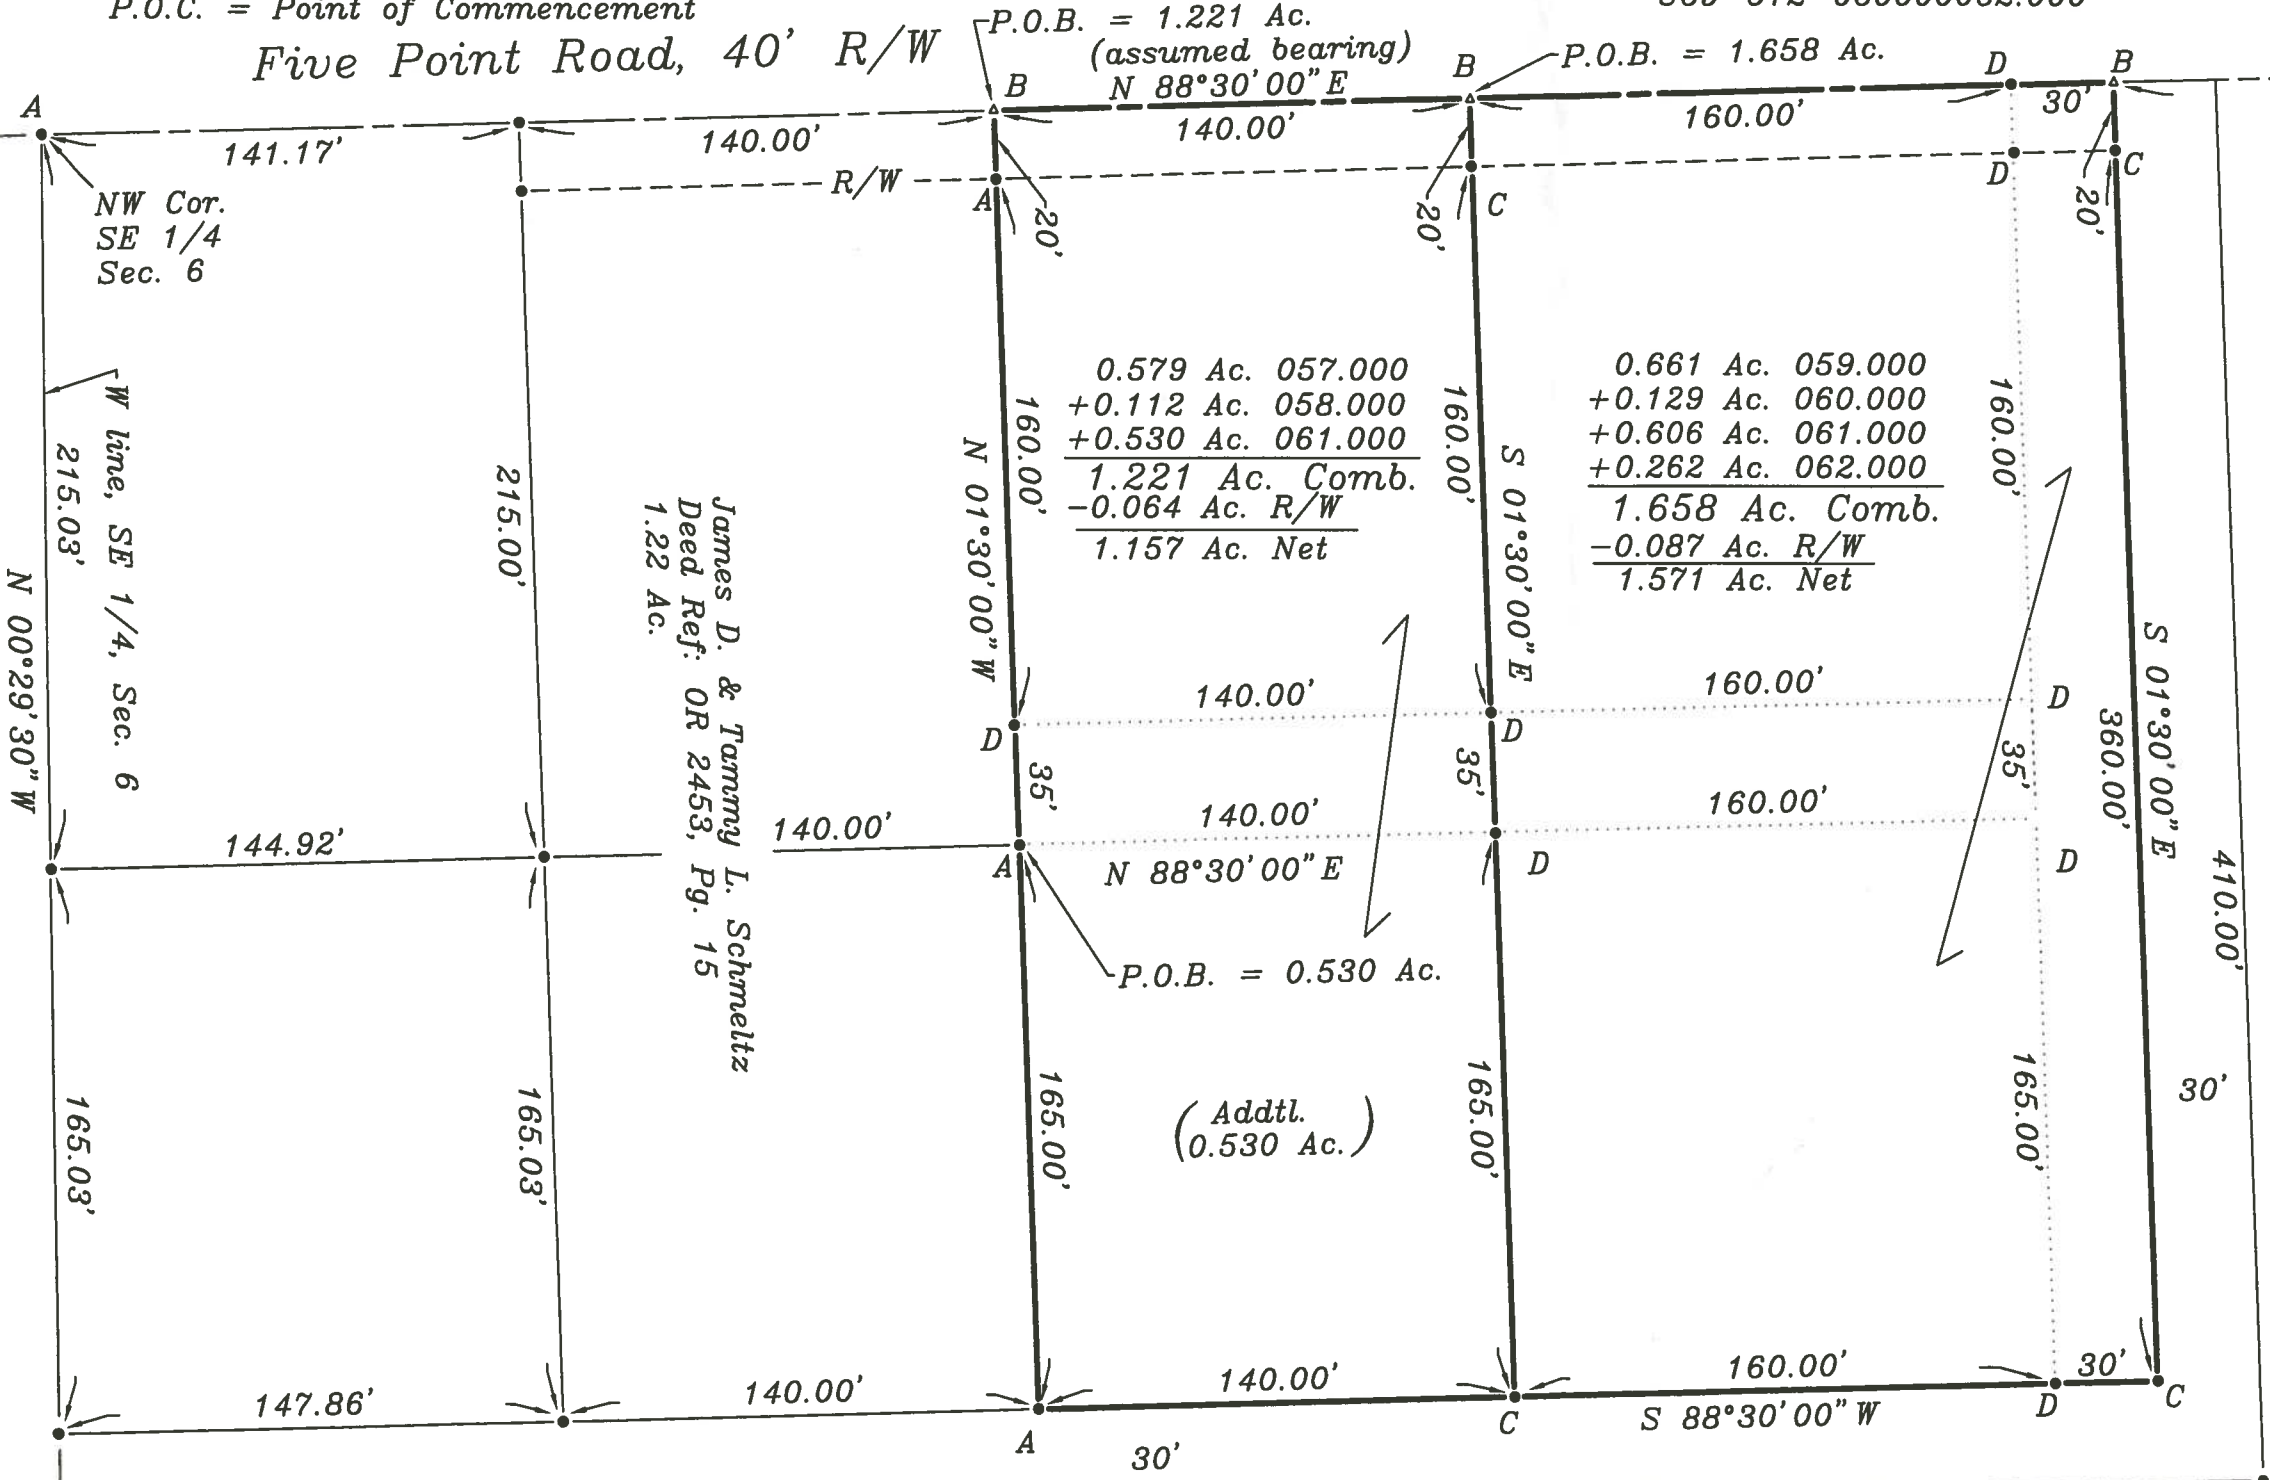 P.O.C. = Point of Commencement
Five Point Road, 40' R/W
P.O.B. = 1.221 Ac.
(assumed bearing)
N 88°30'00" E
P.O.B. = 1.658 Ac.
A
B
B
D
B
141.17'
140.00'
140.00'
160.00'
30'
NW Cor.
SE 1/4
Sec. 6
R/W
A
20'
20'
C
D
20'
C
0.579 Ac. 057.000
+0.112 Ac. 058.000
+0.530 Ac. 061.000
1.221 Ac. Comb.
-0.064 Ac. R/W
1.157 Ac. Net
0.661 Ac. 059.000
+0.129 Ac. 060.000
+0.606 Ac. 061.000
+0.262 Ac. 062.000
1.658 Ac. Comb.
-0.087 Ac. R/W
1.571 Ac. Net
N 00°29'30" W
215.03'
W line, SE 1/4, Sec. 6
215.00'
James D. & Tammy L. Schmeltz
Deed Ref: OR 2453, Pg. 15
1.22 Ac.
N 01°30'00" W
160.00'
160.00'
S 01°30'00" E
160.00'
360.00'
S 01°30'00" E
410.00'
140.00'
160.00'
D
D
D
35'
35'
35'
144.92'
140.00'
140.00'
160.00'
A
N 88°30'00" E
D
D
P.O.B. = 0.530 Ac.
165.03'
165.03'
165.00'
(Addtl.
0.530 Ac.)
165.00'
165.00'
30'
147.86'
140.00'
140.00'
160.00'
30'
A
C
S 88°30'00" W
D
C
30'